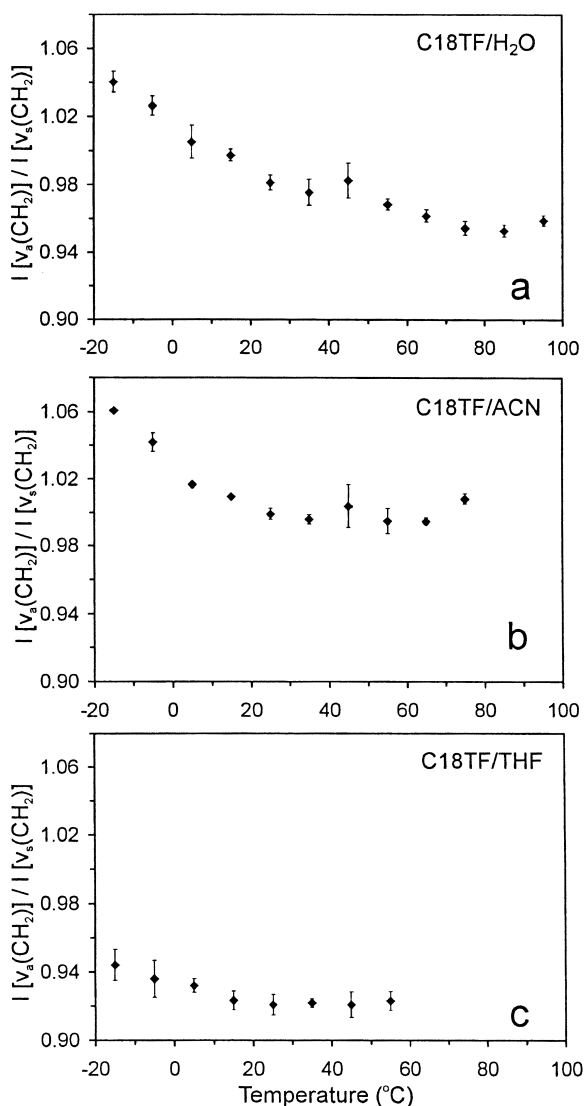 C18TF/H₂O
I [νₐ(CH₂)] / I [νₛ(CH₂)]
1.06
1.02
0.98
0.94
0.90
a
-20 0 20 40 60 80 100
C18TF/ACN
I [νₐ(CH₂)] / I [νₛ(CH₂)]
1.06
1.02
0.98
0.94
0.90
b
-20 0 20 40 60 80 100
C18TF/THF
I [νₐ(CH₂)] / I [νₛ(CH₂)]
1.06
1.02
0.98
0.94
0.90
c
-20 0 20 40 60 80 100
Temperature (°C)